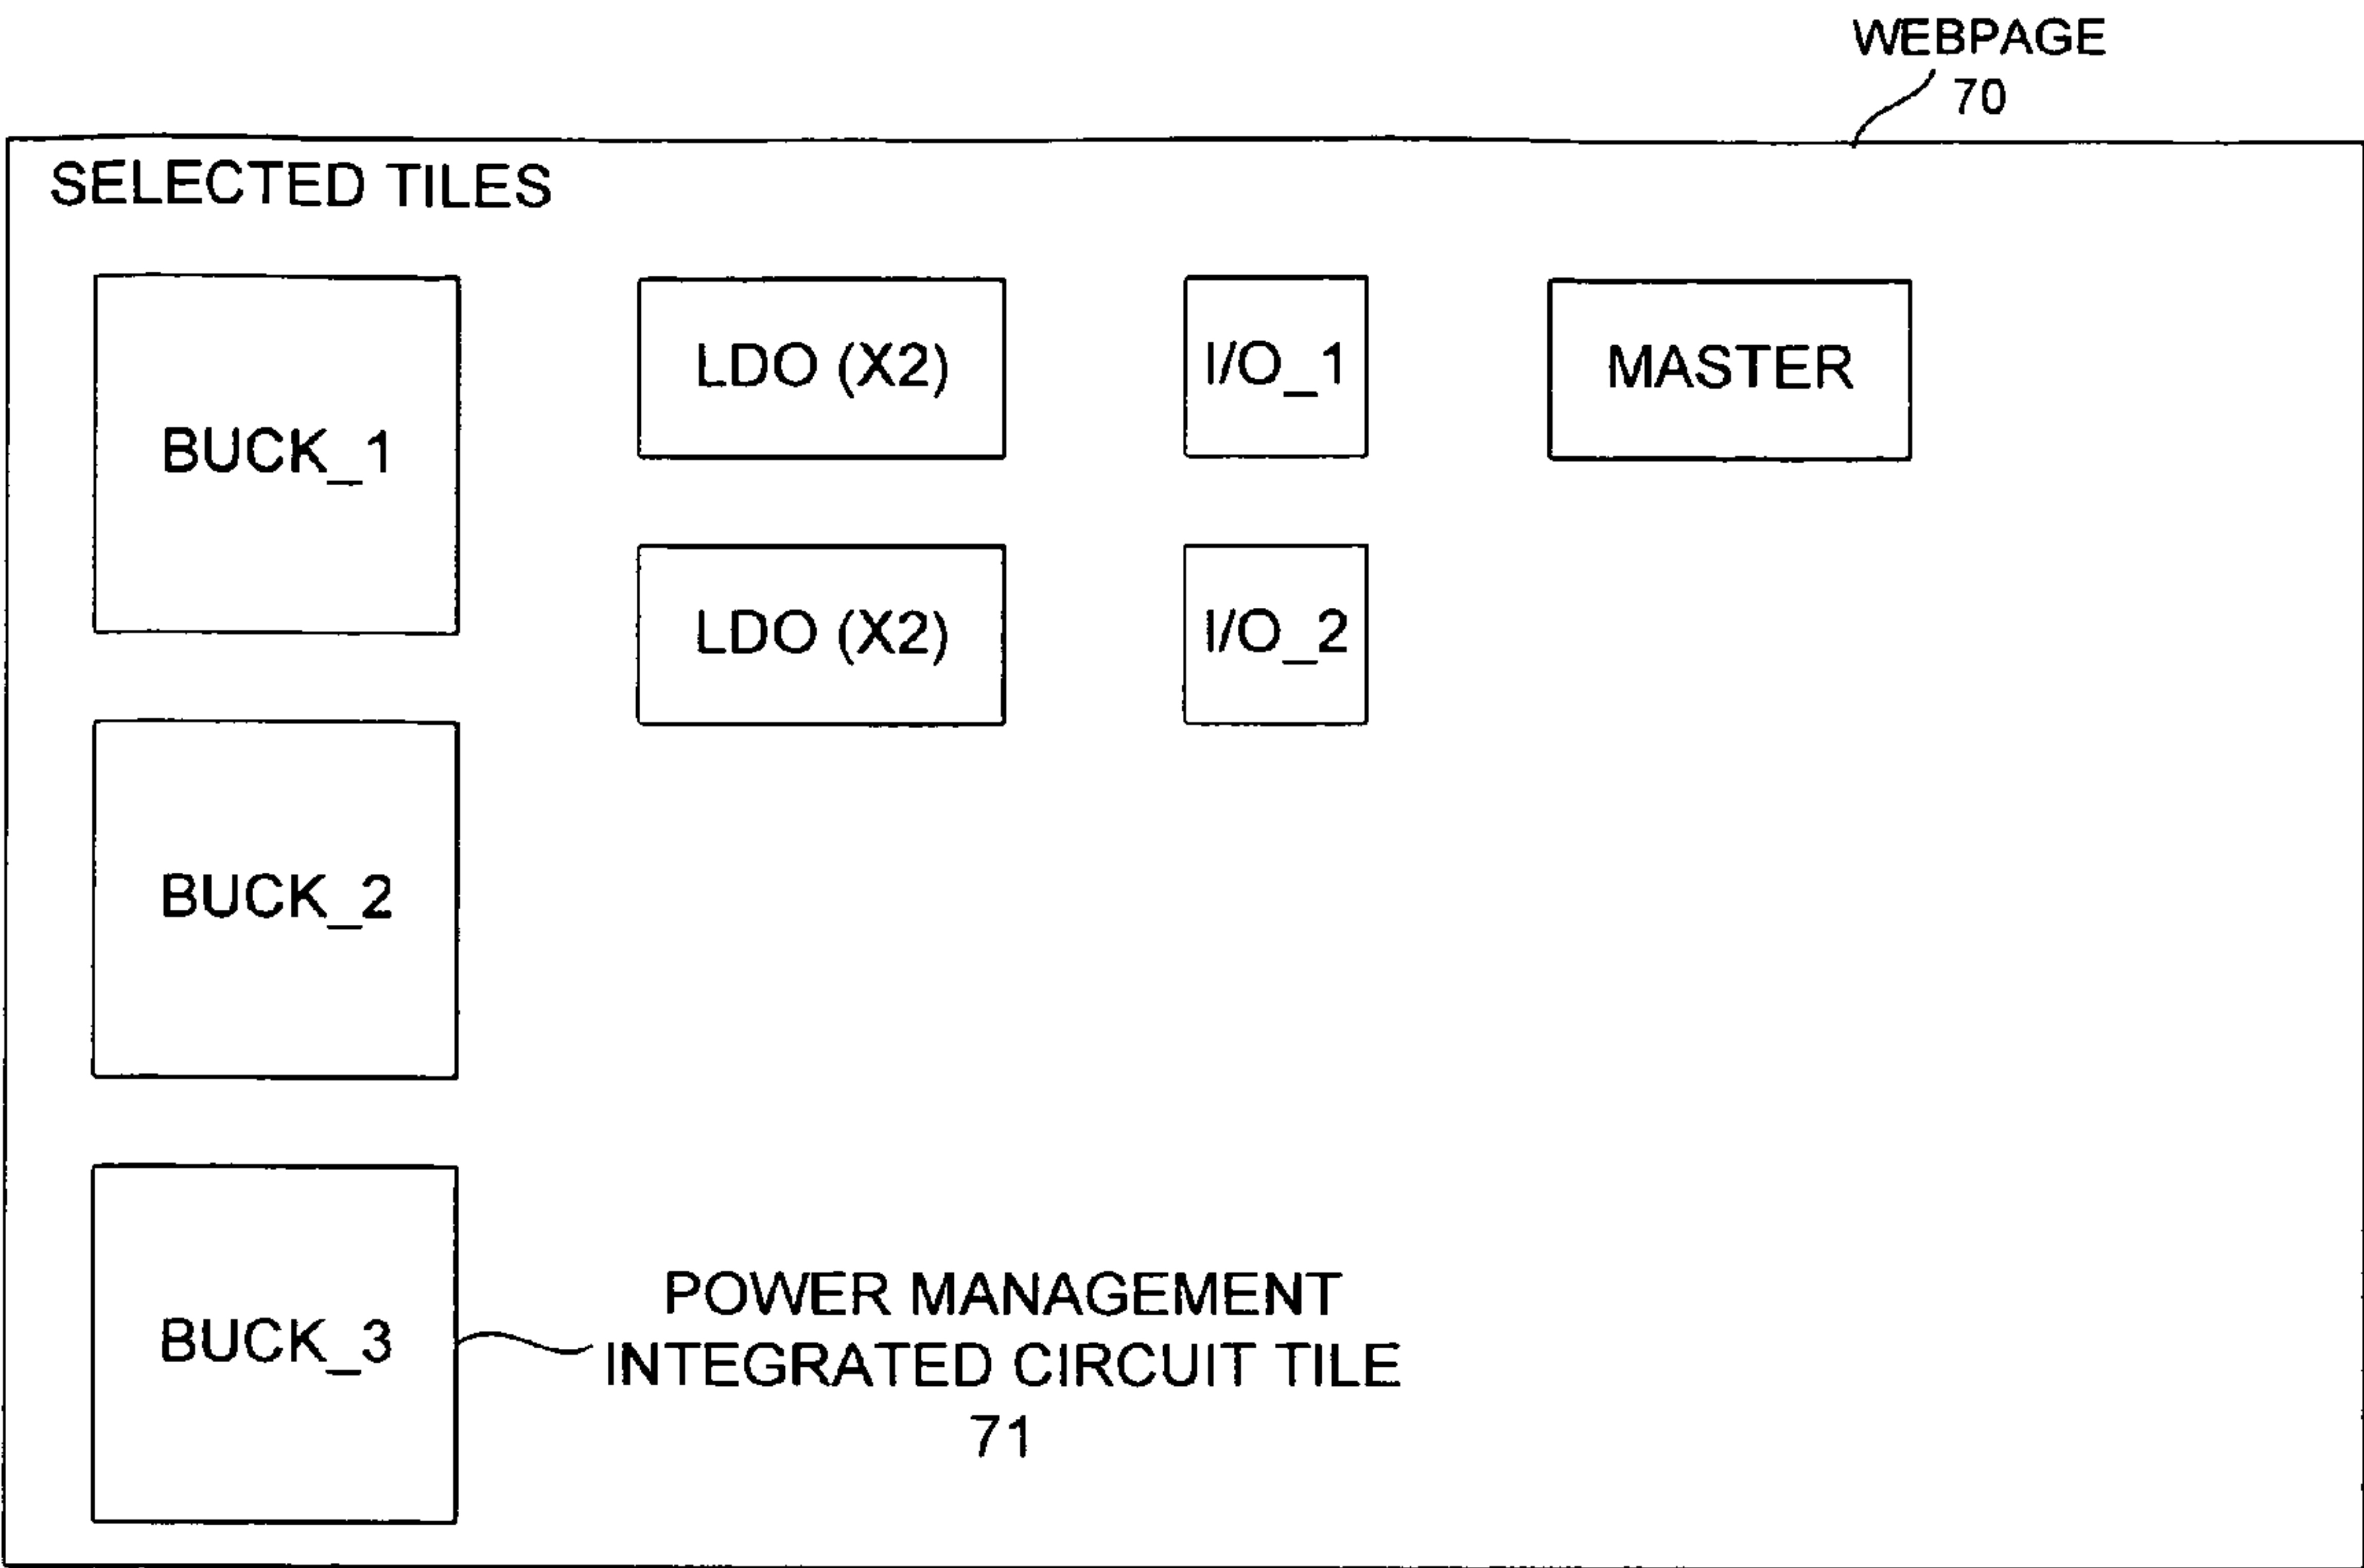 WEBPAGE
70
SELECTED TILES
BUCK_1
LDO (X2)
I/O_1
MASTER
LDO (X2)
I/O_2
BUCK_2
BUCK_3
POWER MANAGEMENT
INTEGRATED CIRCUIT TILE
71